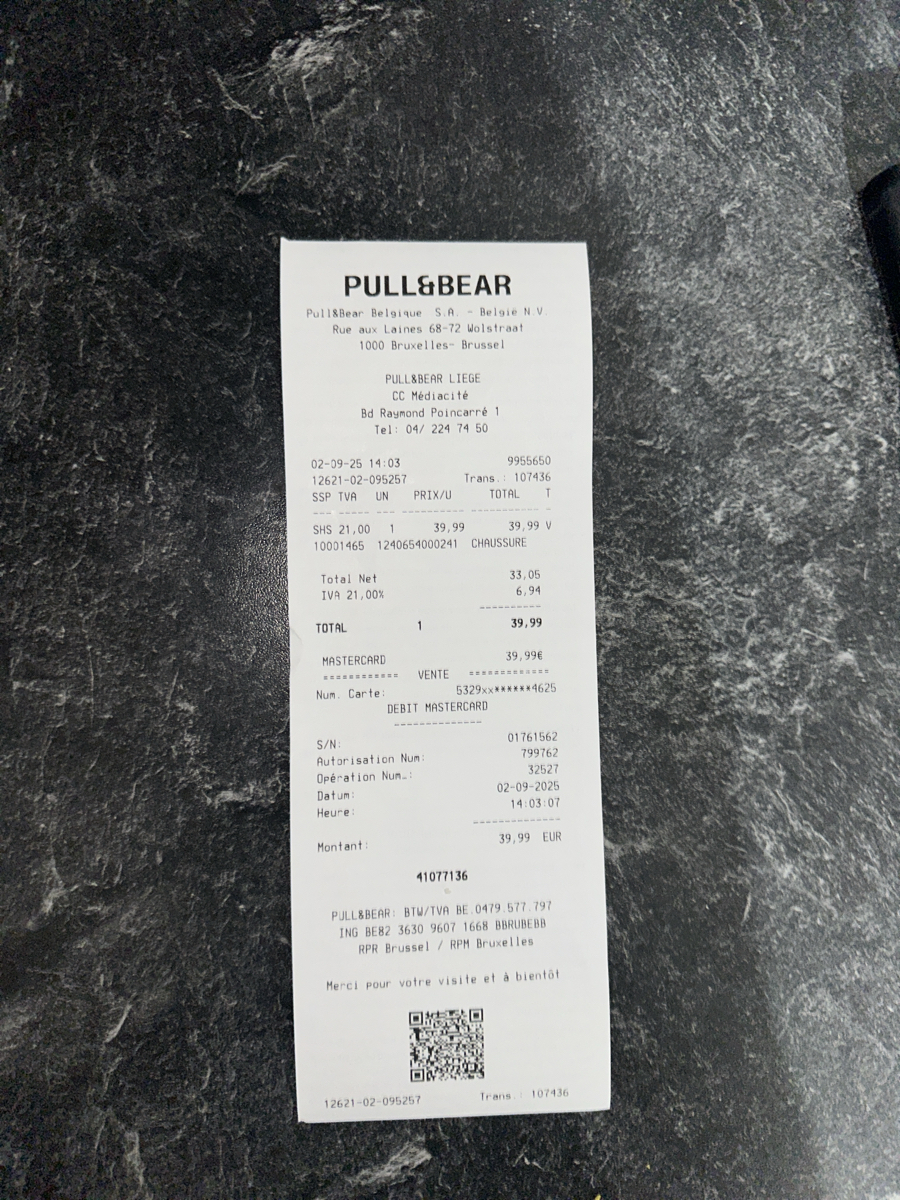 PULL&BEAR
Pull&Bear Belgique S.A. - België N.V.
Rue aux Laines 68-72 Wolstraat
1000 Bruxelles- Brussel
PULL&BEAR LIEGE
CC Médiacité
Bd Raymond Poincarré 1
Tel: 04/ 224 74 50
02-09-25 14:03 9955650
12621-02-095257 Trans.: 107436
SSP TVA UN PRIX/U TOTAL T
--- ----- --- ---------- ---------- -
SHS 21,00 1 39,99 39,99 V
10001465 1240654000241 CHAUSSURE
Total Net 33,05
IVA 21,00% 6,94
----------
TOTAL 1 39,99
MASTERCARD 39,99€
============ VENTE =============
Num. Carte: 5329xx******4625
DEBIT MASTERCARD
--------------
S/N: 01761562
Autorisation Num: 799762
Opération Num.: 32527
Datum: 02-09-2025
Heure: 14:03:07
--------------
Montant: 39,99 EUR
41077136
PULL&BEAR: BTW/TVA BE.0479.577.797
ING BE82 3630 9607 1668 BBRUBEBB
RPR Brussel / RPM Bruxelles
Merci pour votre visite et à bientôt
12621-02-095257 Trans.: 107436